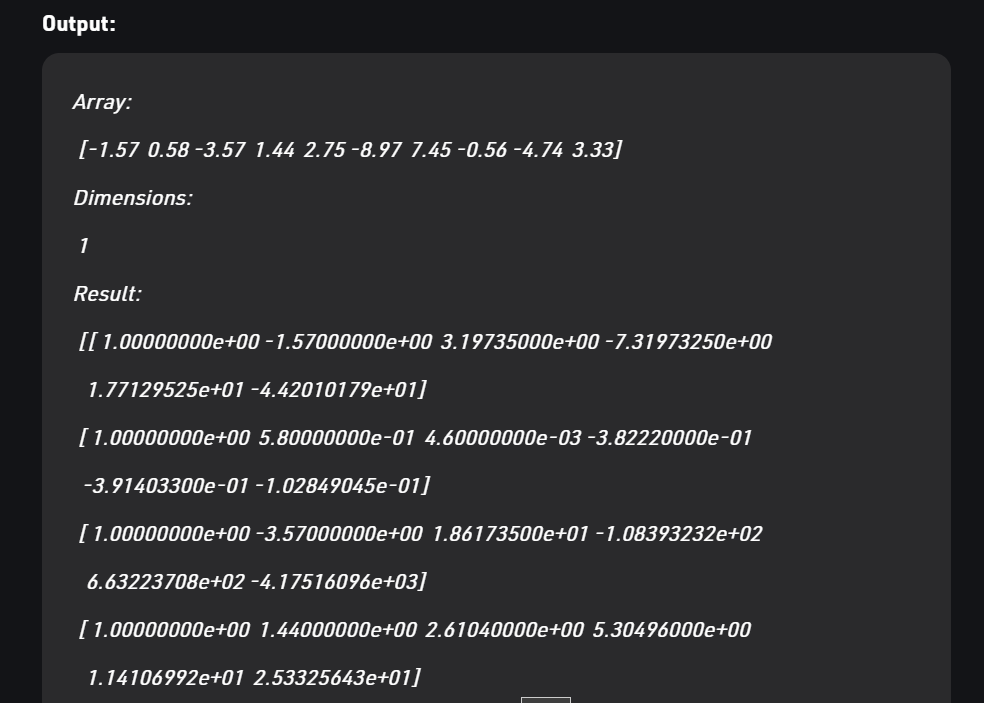 Output:
Array:
[-1.57 0.58 -3.57 1.44 2.75 -8.97 7.45 -0.56 -4.74 3.33]
Dimensions:
1
Result:
[[ 1.00000000e+00 -1.57000000e+00 3.19735000e+00 -7.31973250e+00
1.77129525e+01 -4.42010179e+01]
[ 1.00000000e+00 5.80000000e-01 4.60000000e-03 -3.82220000e-01
-3.91403300e-01 -1.02849045e-01]
[ 1.00000000e+00 -3.57000000e+00 1.86173500e+01 -1.08393232e+02
6.63223708e+02 -4.17516096e+03]
[ 1.00000000e+00 1.44000000e+00 2.61040000e+00 5.30496000e+00
1.14106992e+01 2.53325643e+01]